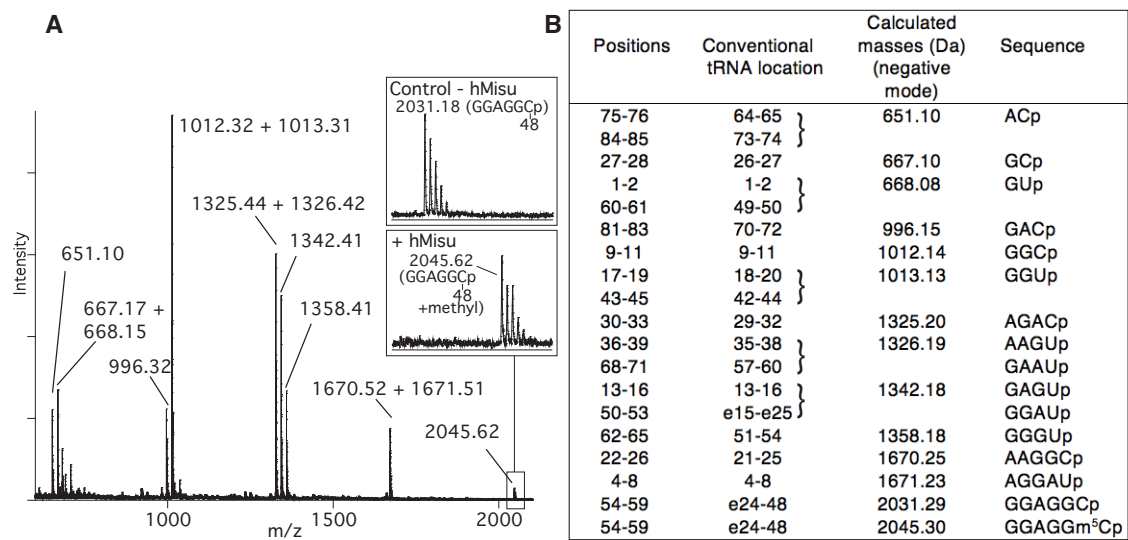 A
Intensity
651.10
667.17 +
668.15
996.32
1012.32 + 1013.31
1325.44 + 1326.42
1342.41
1358.41
1670.52 + 1671.51
2045.62
1000
1500
2000
m/z
Control - hMisu
2031.18 (GGAGGCp)
48
+ hMisu
2045.62
(GGAGGCp
48
+methyl)
B
Positions Conventional tRNA location Calculated masses (Da) (negative mode) Sequence
75-76 64-65 } 651.10 ACp
84-85 73-74
27-28 26-27 667.10 GCp
1-2 1-2 } 668.08 GUp
60-61 49-50
81-83 70-72 996.15 GACp
9-11 9-11 1012.14 GGCp
17-19 18-20 } 1013.13 GGUp
43-45 42-44
30-33 29-32 1325.20 AGACp
36-39 35-38 } 1326.19 AAGUp
68-71 57-60 GAAUp
13-16 13-16 } 1342.18 GAGUp
50-53 e15-e25 GGAUp
62-65 51-54 1358.18 GGGUp
22-26 21-25 1670.25 AAGGCp
4-8 4-8 1671.23 AGGAUp
54-59 e24-48 2031.29 GGAGGCp
54-59 e24-48 2045.30 GGAGGm⁵Cp